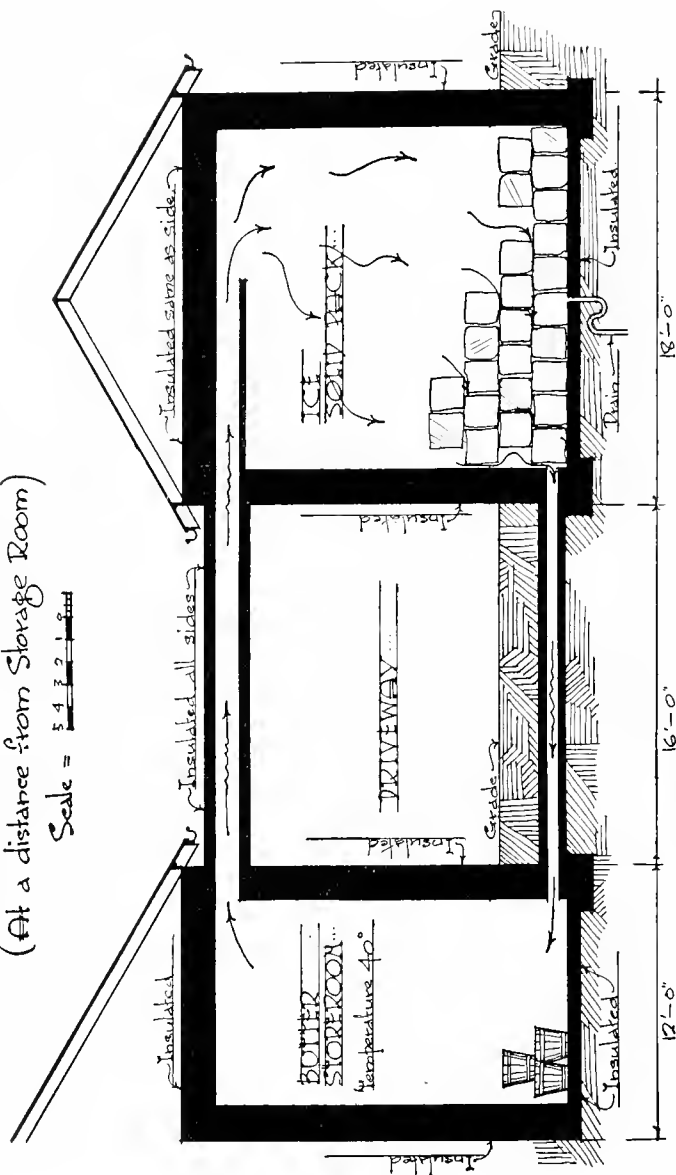 (At a distance from Storage Room)
Scale = 5 4 3 2 1 0
Insulated
Insulated all sides
Insulated same as side
BUTTER
STOREROOM
Temperature 40°
DRIVEWAY
ICE
SOLID PACK
Insulated
Insulated
Insulated
Insulated
Grade
Grade
Insulated
Drain
Insulated
12'-0"
16'-0"
18'-0"